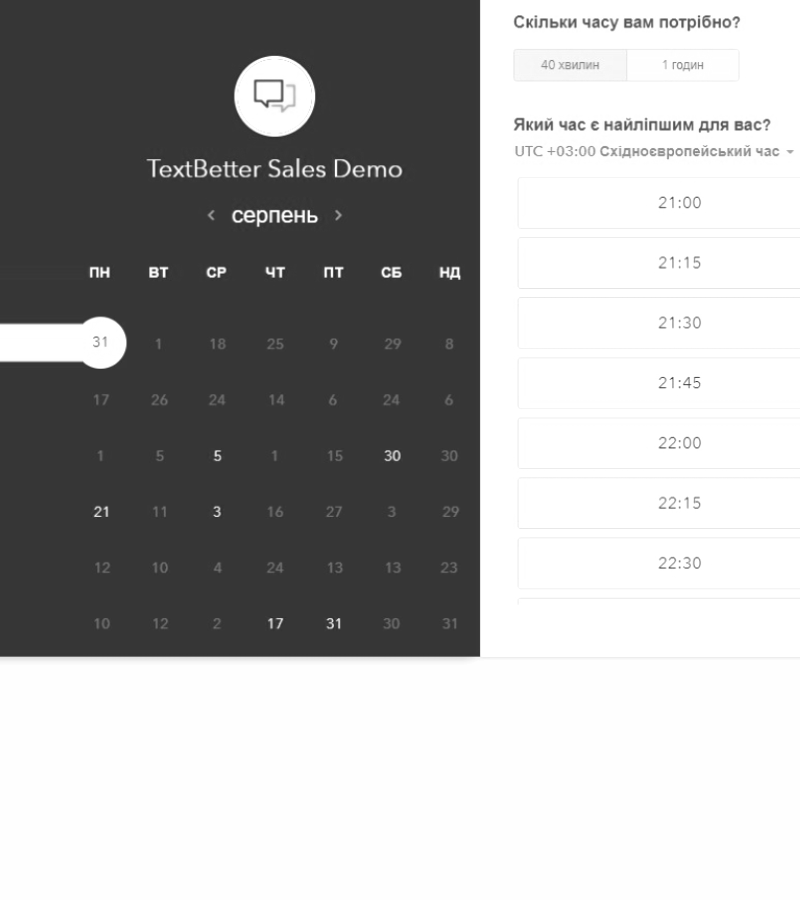 TextBetter Sales Demo
< серпень >
ПН ВТ СР ЧТ ПТ СБ НД
31 1 18 25 9 29 8
17 26 24 14 6 24 6
1 5 5 1 15 30 30
21 11 3 16 27 3 29
12 10 4 24 13 13 23
10 12 2 17 31 30 31
Скільки часу вам потрібно?
40 хвилин 1 годин
Який час є найліпшим для вас?
UTC +03:00 Східноєвропейський час
21:00
21:15
21:30
21:45
22:00
22:15
22:30